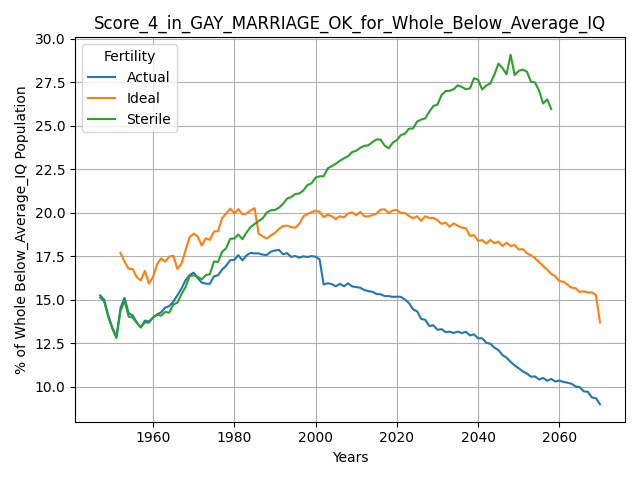 Score_4_in_GAY_MARRIAGE_OK_for_Whole_Below_Average_IQ
% of Whole Below_Average_IQ Population
30.0
27.5
25.0
22.5
20.0
17.5
15.0
12.5
10.0
Fertility
Actual
Ideal
Sterile
1960 1980 2000 2020 2040 2060
Years